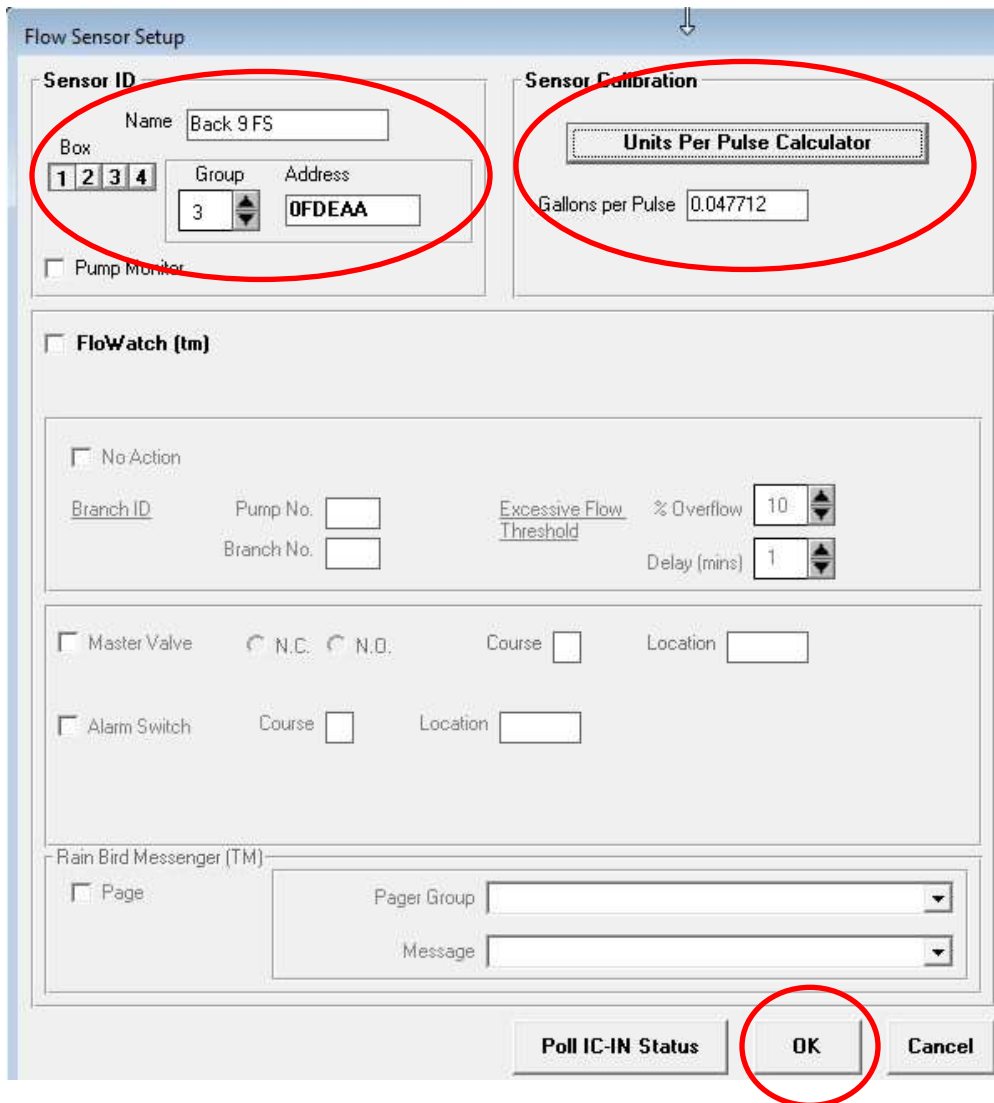 Flow Sensor Setup
Sensor ID
Name Back 9 FS
Box
1 2 3 4
Group Address
3 0FDEAA
Pump Monitor
Sensor Calibration
Units Per Pulse Calculator
Gallons per Pulse 0.047712
FloWatch (tm)
No Action
Branch ID Pump No.
Branch No.
Excessive Flow
Threshold
% Overflow 10
Delay (mins) 1
Master Valve N.C. N.O. Course Location
Alarm Switch Course Location
Rain Bird Messenger (TM)
Page
Pager Group
Message
Poll IC-IN Status OK Cancel